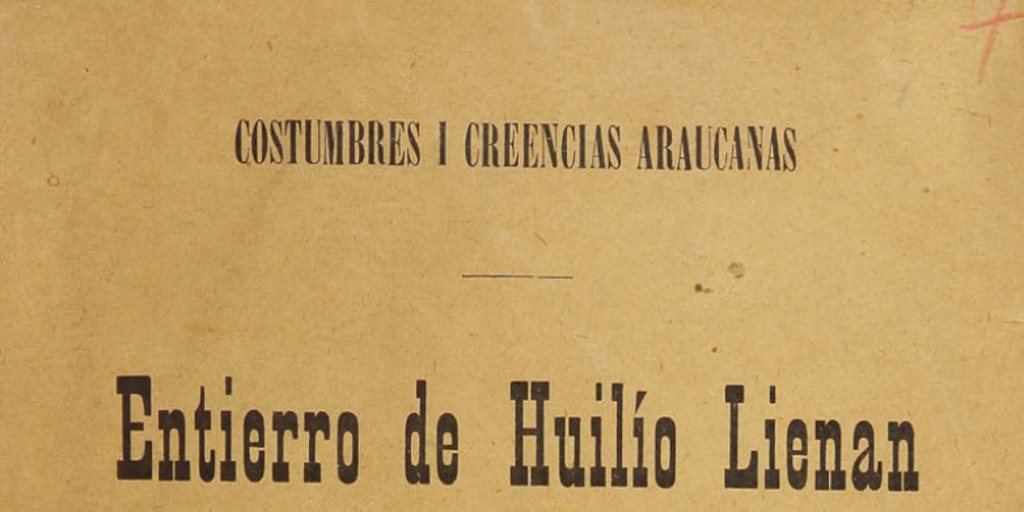 COSTUMBRES I CREENCIAS ARAUCANAS
Entierro de Huilío Lienan